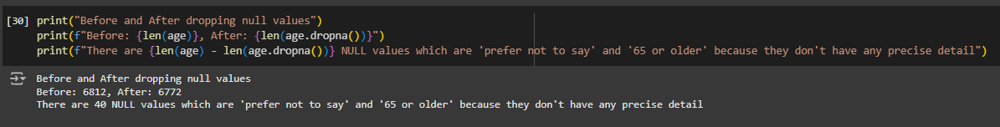 [30] print("Before and After dropping null values")
print(f"Before: {len(age)}, After: {len(age.dropna())}")
print(f"There are {len(age) - len(age.dropna())} NULL values which are 'prefer not to say' and '65 or older' because they don't have any precise detail")
Before and After dropping null values
Before: 6812, After: 6772
There are 40 NULL values which are 'prefer not to say' and '65 or older' because they don't have any precise detail